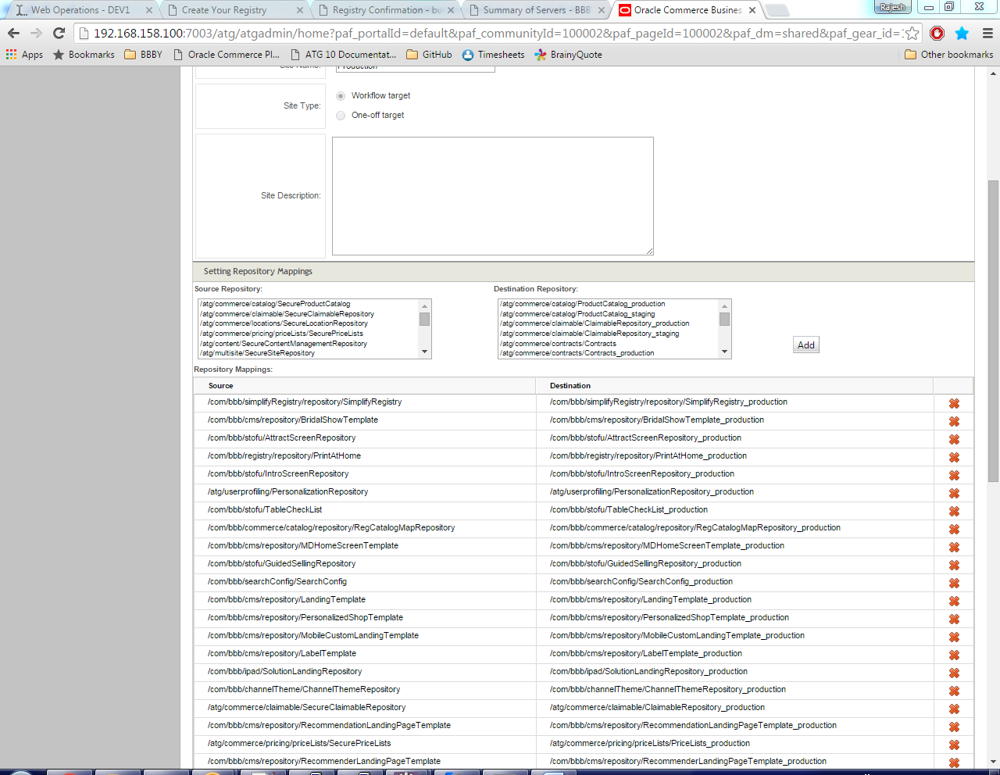 Web Operations - DEV1
Create Your Registry
Registry Confirmation - bu
Summary of Servers - BBB
Oracle Commerce Busines
Rajesh
192.168.158.100:7003/atg/atgadmin/home?paf_portalId=default&paf_communityId=100002&paf_pageId=100002&paf_dm=shared&paf_gear_id=1
Apps Bookmarks BBBY Oracle Commerce Pl... ATG 10 Documentat... GitHub Timesheets BrainyQuote Other bookmarks
Site Name: Production
Site Type: Workflow target
One-off target
Site Description:
Setting Repository Mappings
Source Repository: Destination Repository:
/atg/commerce/catalog/SecureProductCatalog /atg/commerce/catalog/ProductCatalog_production
/atg/commerce/claimable/SecureClaimableRepository /atg/commerce/catalog/ProductCatalog_staging
/atg/commerce/locations/SecureLocationRepository /atg/commerce/claimable/ClaimableRepository_production
/atg/commerce/pricing/priceLists/SecurePriceLists /atg/commerce/claimable/ClaimableRepository_staging
/atg/content/SecureContentManagementRepository /atg/commerce/contracts/Contracts
Add
/atg/multisite/SecureSiteRepository /atg/commerce/contracts/Contracts_production
Repository Mappings:
Source Destination
/com/bbb/simplifyRegistry/repository/SimplifyRegistry /com/bbb/simplifyRegistry/repository/SimplifyRegistry_production
/com/bbb/cms/repository/BridalShowTemplate /com/bbb/cms/repository/BridalShowTemplate_production
/com/bbb/stofu/AttractScreenRepository /com/bbb/stofu/AttractScreenRepository_production
/com/bbb/registry/repository/PrintAtHome /com/bbb/registry/repository/PrintAtHome_production
/com/bbb/stofu/IntroScreenRepository /com/bbb/stofu/IntroScreenRepository_production
/atg/userprofiling/PersonalizationRepository /atg/userprofiling/PersonalizationRepository_production
/com/bbb/stofu/TableCheckList /com/bbb/stofu/TableCheckList_production
/com/bbb/commerce/catalog/repository/RegCatalogMapRepository /com/bbb/commerce/catalog/repository/RegCatalogMapRepository_production
/com/bbb/cms/repository/MDHomeScreenTemplate /com/bbb/cms/repository/MDHomeScreenTemplate_production
/com/bbb/stofu/GuidedSellingRepository /com/bbb/stofu/GuidedSellingRepository_production
/com/bbb/searchConfig/SearchConfig /com/bbb/searchConfig/SearchConfig_production
/com/bbb/cms/repository/LandingTemplate /com/bbb/cms/repository/LandingTemplate_production
/com/bbb/cms/repository/PersonalizedShopTemplate /com/bbb/cms/repository/PersonalizedShopTemplate_production
/com/bbb/cms/repository/MobileCustomLandingTemplate /com/bbb/cms/repository/MobileCustomLandingTemplate_production
/com/bbb/cms/repository/LabelTemplate /com/bbb/cms/repository/LabelTemplate_production
/com/bbb/ipad/SolutionLandingRepository /com/bbb/ipad/SolutionLandingRepository_production
/com/bbb/channelTheme/ChannelThemeRepository /com/bbb/channelTheme/ChannelThemeRepository_production
/atg/commerce/claimable/SecureClaimableRepository /atg/commerce/claimable/ClaimableRepository_production
/com/bbb/cms/repository/RecommendationLandingPageTemplate /com/bbb/cms/repository/RecommendationLandingPageTemplate_production
/atg/commerce/pricing/priceLists/SecurePriceLists /atg/commerce/pricing/priceLists/PriceLists_production
/com/bbb/cms/repository/RecommenderLandingPageTemplate /com/bbb/cms/repository/RecommenderLandingPageTemplate_production